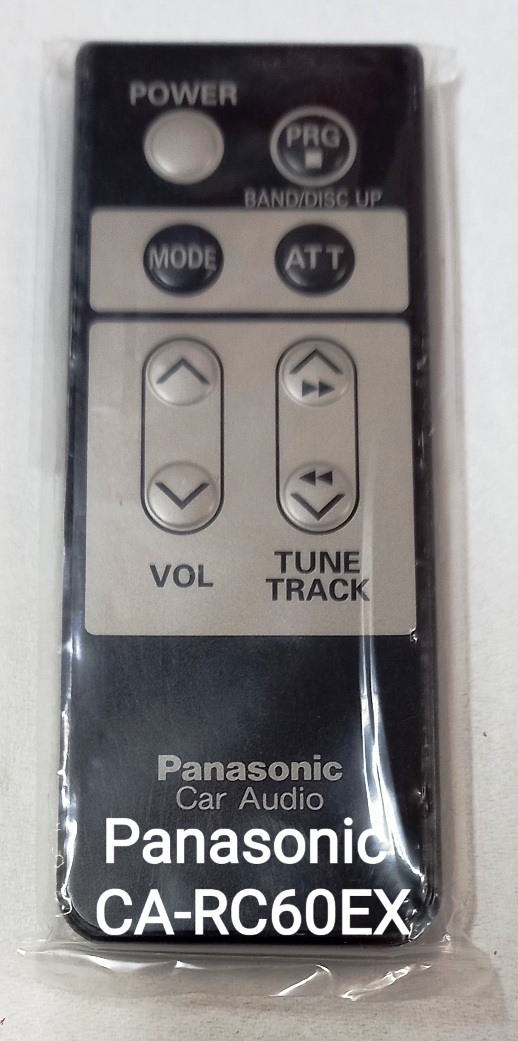 POWER
PRG
BAND/DISC UP
MODE
ATT
VOL
TUNE
TRACK
Panasonic
Car Audio
Panasonic
CA-RC60EX